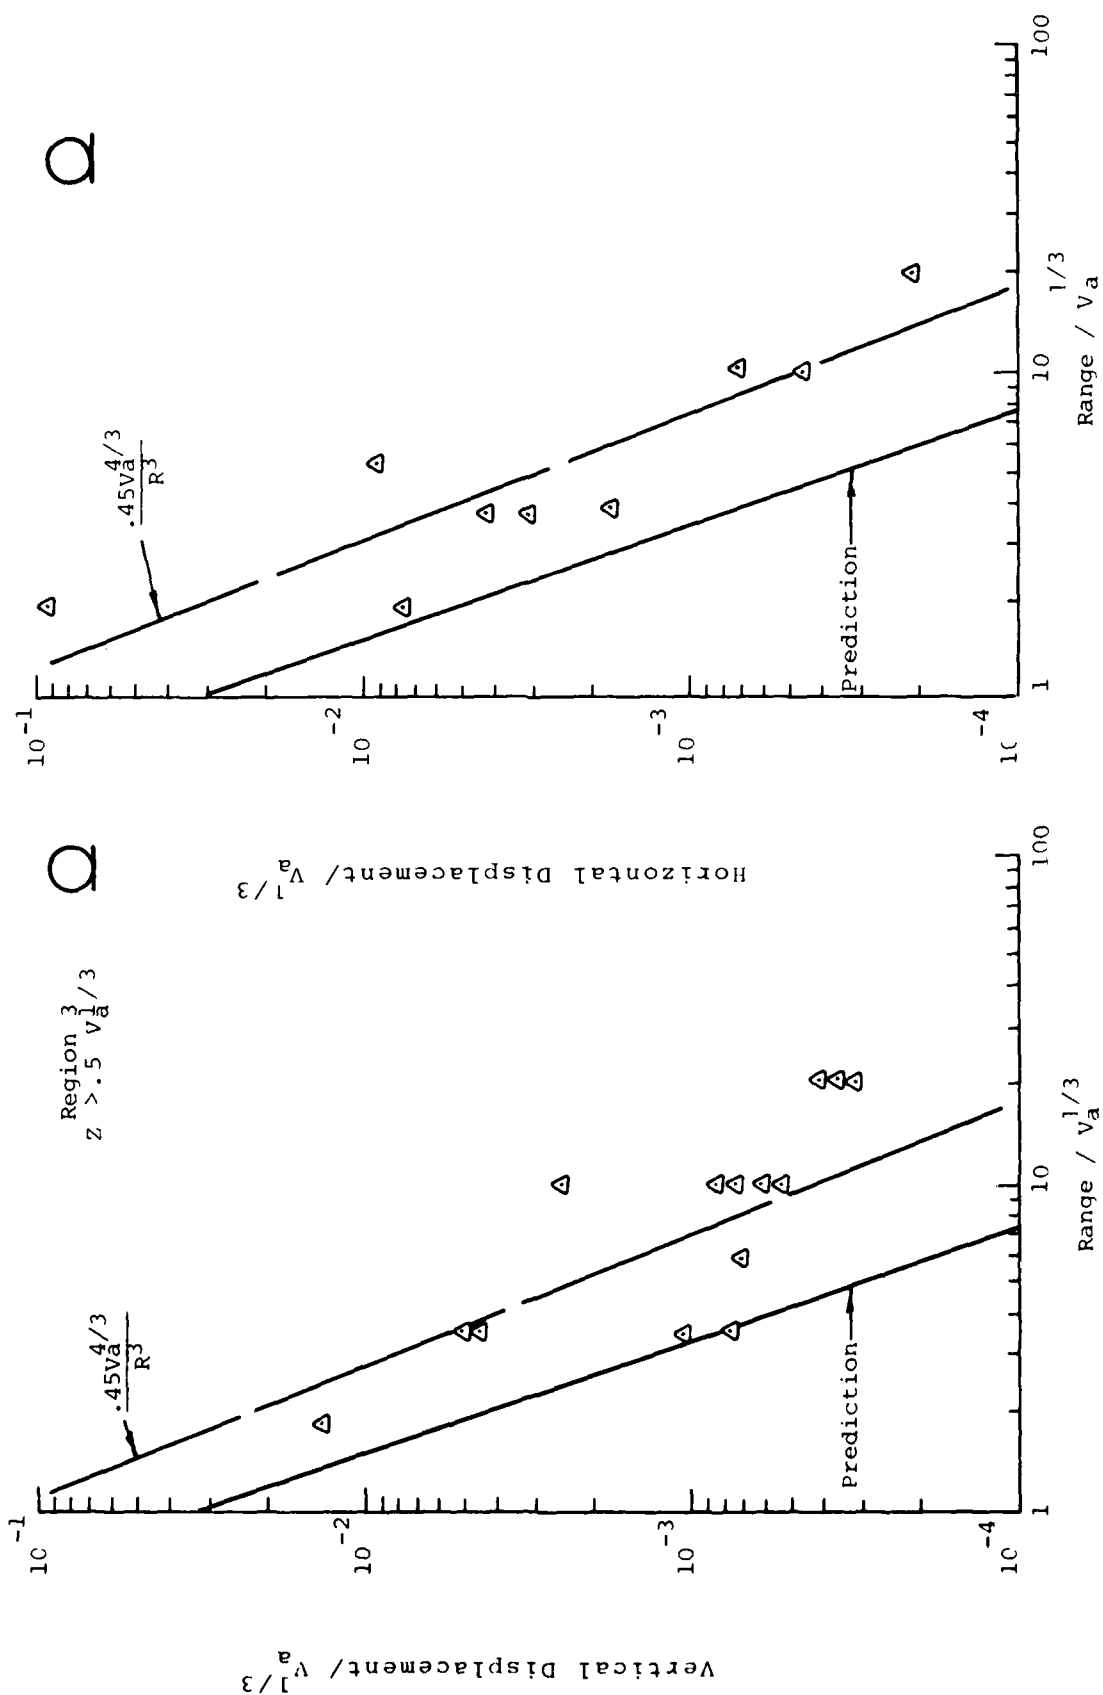 Vertical Displacement/ Va^1/3
10^-1
10^-2
10^-3
10^-4
1
10
100
Range / Va^1/3
Region 3
Z >.5 Va^1/3
.45Va^4/3
R^3
Prediction
Horizontal Displacement/ Va^1/3
10^-1
10^-2
10^-3
10^-4
1
10
100
Range / Va^1/3
.45Va^4/3
R^3
Prediction